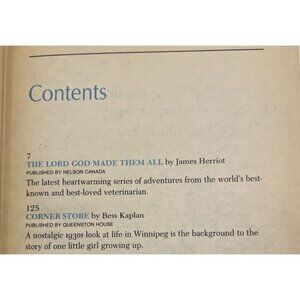 Contents
7
THE LORD GOD MADE THEM ALL by James Herriot
PUBLISHED BY NELSON CANADA
The latest heartwarming series of adventures from the world's best-
known and best-loved veterinarian.
125
CORNER STORE by Bess Kaplan
PUBLISHED BY QUEENSTON HOUSE
A nostalgic 1930s look at life in Winnipeg is the background to the
story of one little girl growing up.